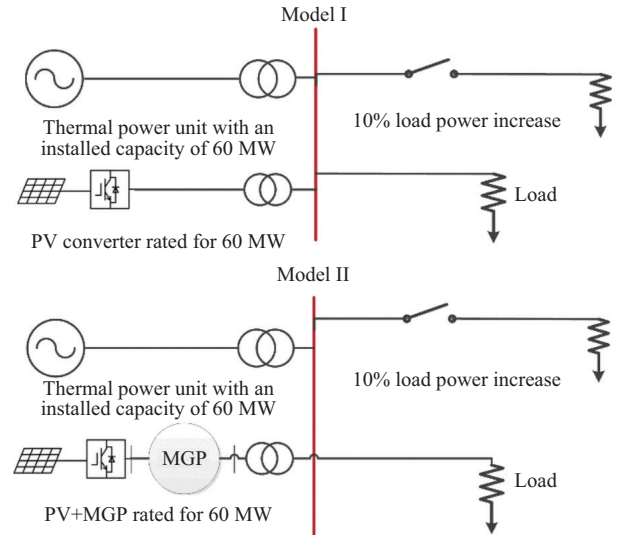 Model I
Thermal power unit with an
installed capacity of 60 MW
10% load power increase
Load
PV converter rated for 60 MW
Model II
Thermal power unit with an
installed capacity of 60 MW
10% load power increase
MGP
Load
PV+MGP rated for 60 MW